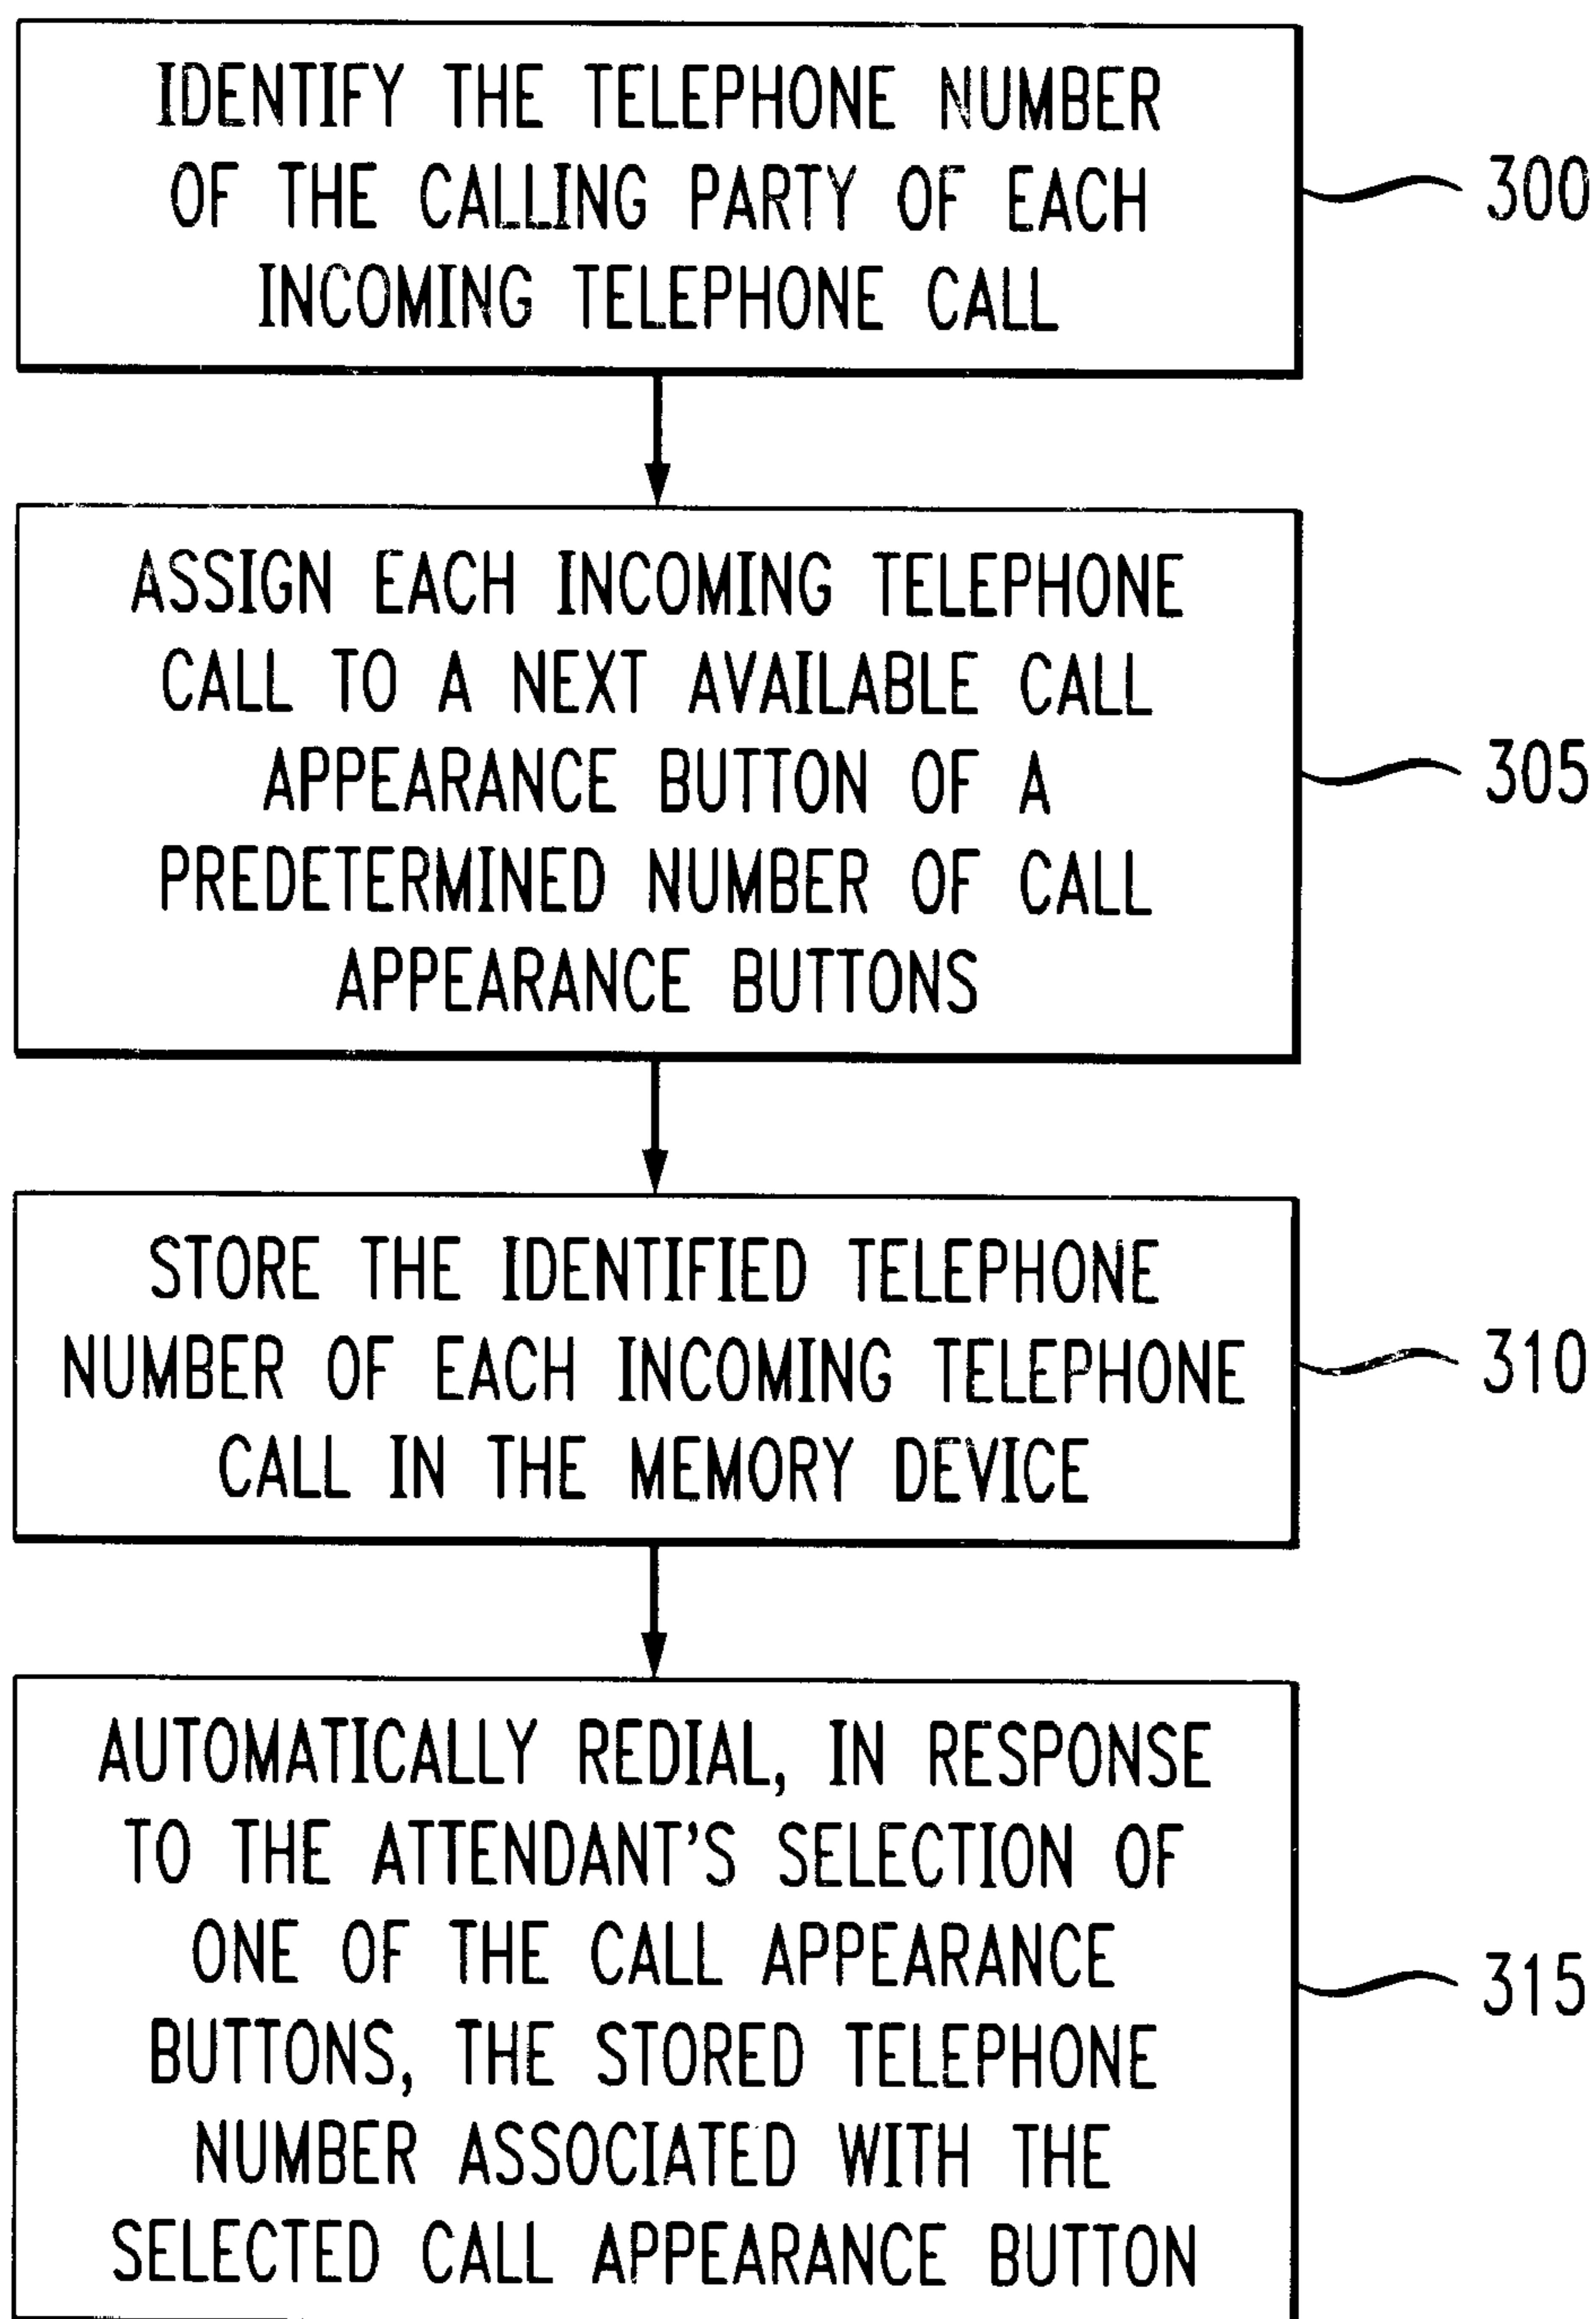 IDENTIFY THE TELEPHONE NUMBER
OF THE CALLING PARTY OF EACH
INCOMING TELEPHONE CALL
300
ASSIGN EACH INCOMING TELEPHONE
CALL TO A NEXT AVAILABLE CALL
APPEARANCE BUTTON OF A
PREDETERMINED NUMBER OF CALL
APPEARANCE BUTTONS
305
STORE THE IDENTIFIED TELEPHONE
NUMBER OF EACH INCOMING TELEPHONE
CALL IN THE MEMORY DEVICE
310
AUTOMATICALLY REDIAL, IN RESPONSE
TO THE ATTENDANT'S SELECTION OF
ONE OF THE CALL APPEARANCE
BUTTONS, THE STORED TELEPHONE
NUMBER ASSOCIATED WITH THE
SELECTED CALL APPEARANCE BUTTON
315